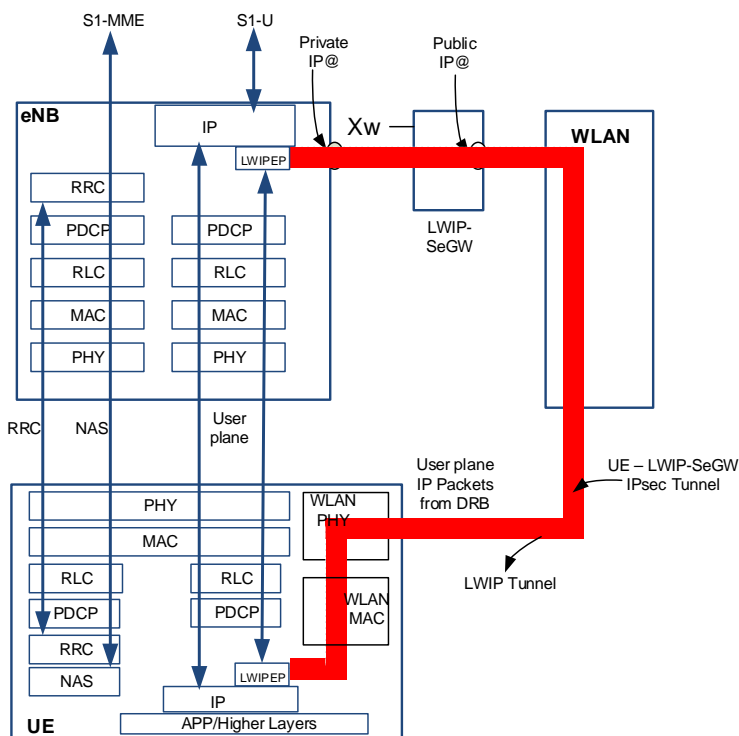 S1-MME
S1-U
Private
IP@
Public
IP@
eNB
IP
LWIPEP
Xw
WLAN
RRC
PDCP
RLC
MAC
PHY
PDCP
RLC
MAC
PHY
LWIP-
SeGW
RRC
NAS
User
plane
User plane
IP Packets
from DRB
UE – LWIP-SeGW
IPsec Tunnel
LWIP Tunnel
PHY
MAC
WLAN
PHY
RLC
PDCP
RRC
NAS
RLC
PDCP
WLAN
MAC
LWIPEP
IP
APP/Higher Layers
UE